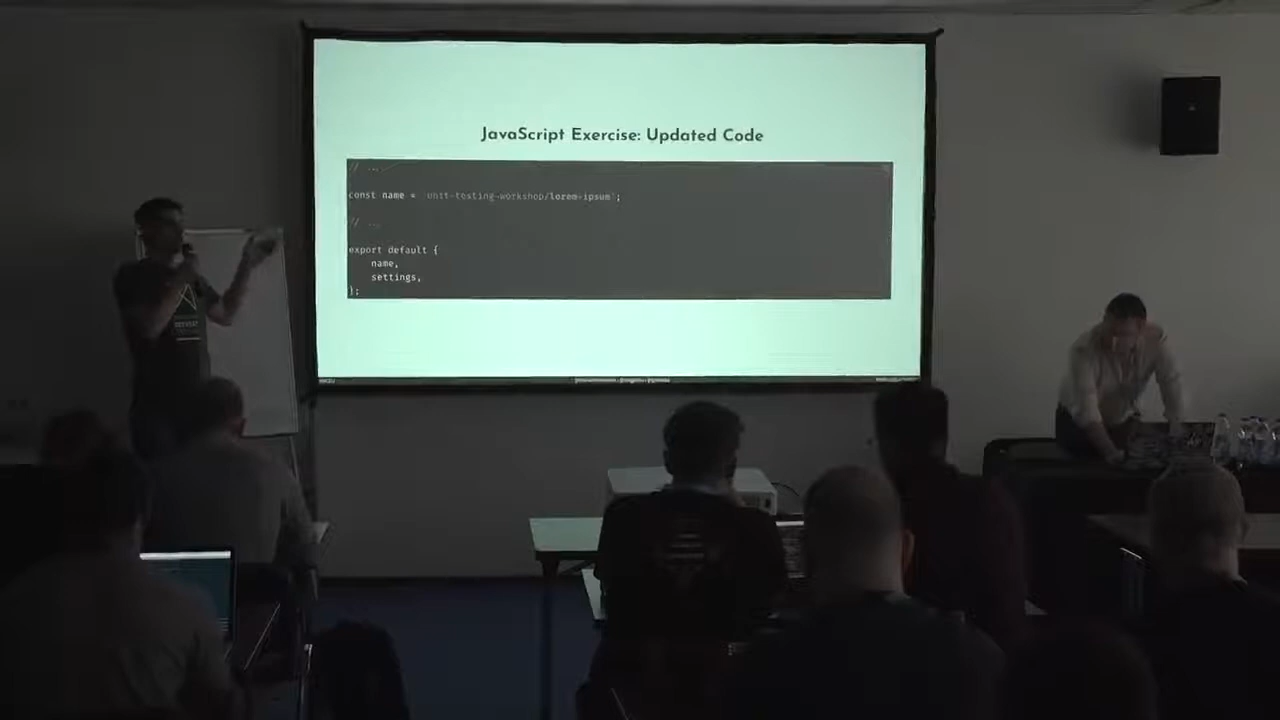 JavaScript Exercise: Updated Code
// ...
const name = 'unit-testing-workshop/lorem-ipsum';
// ...
export default {
name,
settings,
};